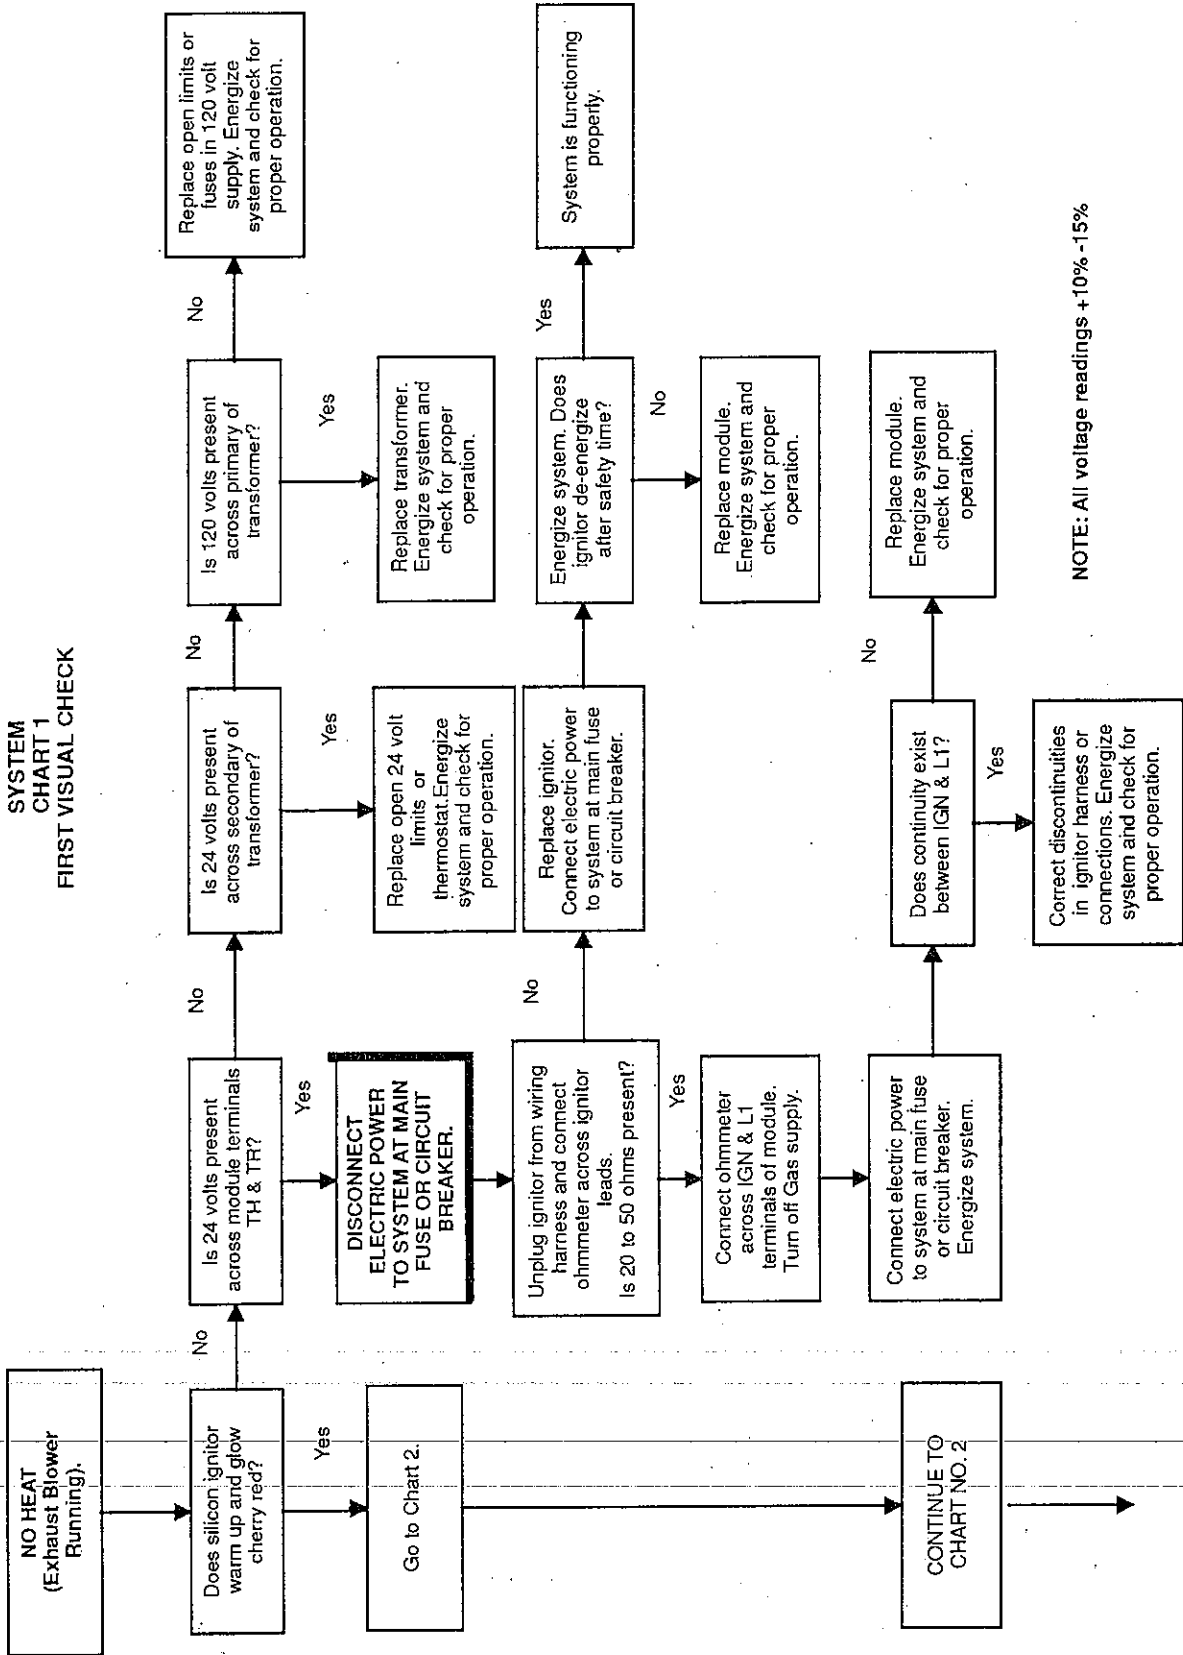 SYSTEM
CHART 1
FIRST VISUAL CHECK
NO HEAT
(Exhaust Blower
Running).
Does silicon ignitor
warm up and glow
cherry red?
No
Is 24 volts present
across module terminals
TH & TR?
No
Is 24 volts present
across secondary of
transformer?
No
Is 120 volts present
across primary of
transformer?
No
Replace open limits or
fuses in 120 volt
supply. Energize
system and check for
proper operation.
Yes
Go to Chart 2.
Yes
DISCONNECT
ELECTRIC POWER
TO SYSTEM AT MAIN
FUSE OR CIRCUIT
BREAKER.
Yes
Replace open 24 volt
limits or
thermostat.Energize
system and check for
proper operation.
Yes
Replace transformer.
Energize system and
check for proper
operation.
Unplug ignitor from wiring
harness and connect
ohmmeter across ignitor
leads.
Is 20 to 50 ohms present?
No
Replace ignitor.
Connect electric power
to system at main fuse
or circuit breaker.
Energize system. Does
ignitor de-energize
after safety time?
Yes
System is functioning
properly.
Yes
Connect ohmmeter
across IGN & L1
terminals of module.
Turn off Gas supply.
No
Replace module.
Energize system and
check for proper
operation.
CONTINUE TO
CHART NO. 2
Connect electric power
to system at main fuse
or circuit breaker.
Energize system.
Does continuity exist
between IGN & L1?
No
Replace module.
Energize system and
check for proper
operation.
Yes
Correct discontinuities
in ignitor harness or
connections. Energize
system and check for
proper operation.
NOTE: All voltage readings +10% -15%